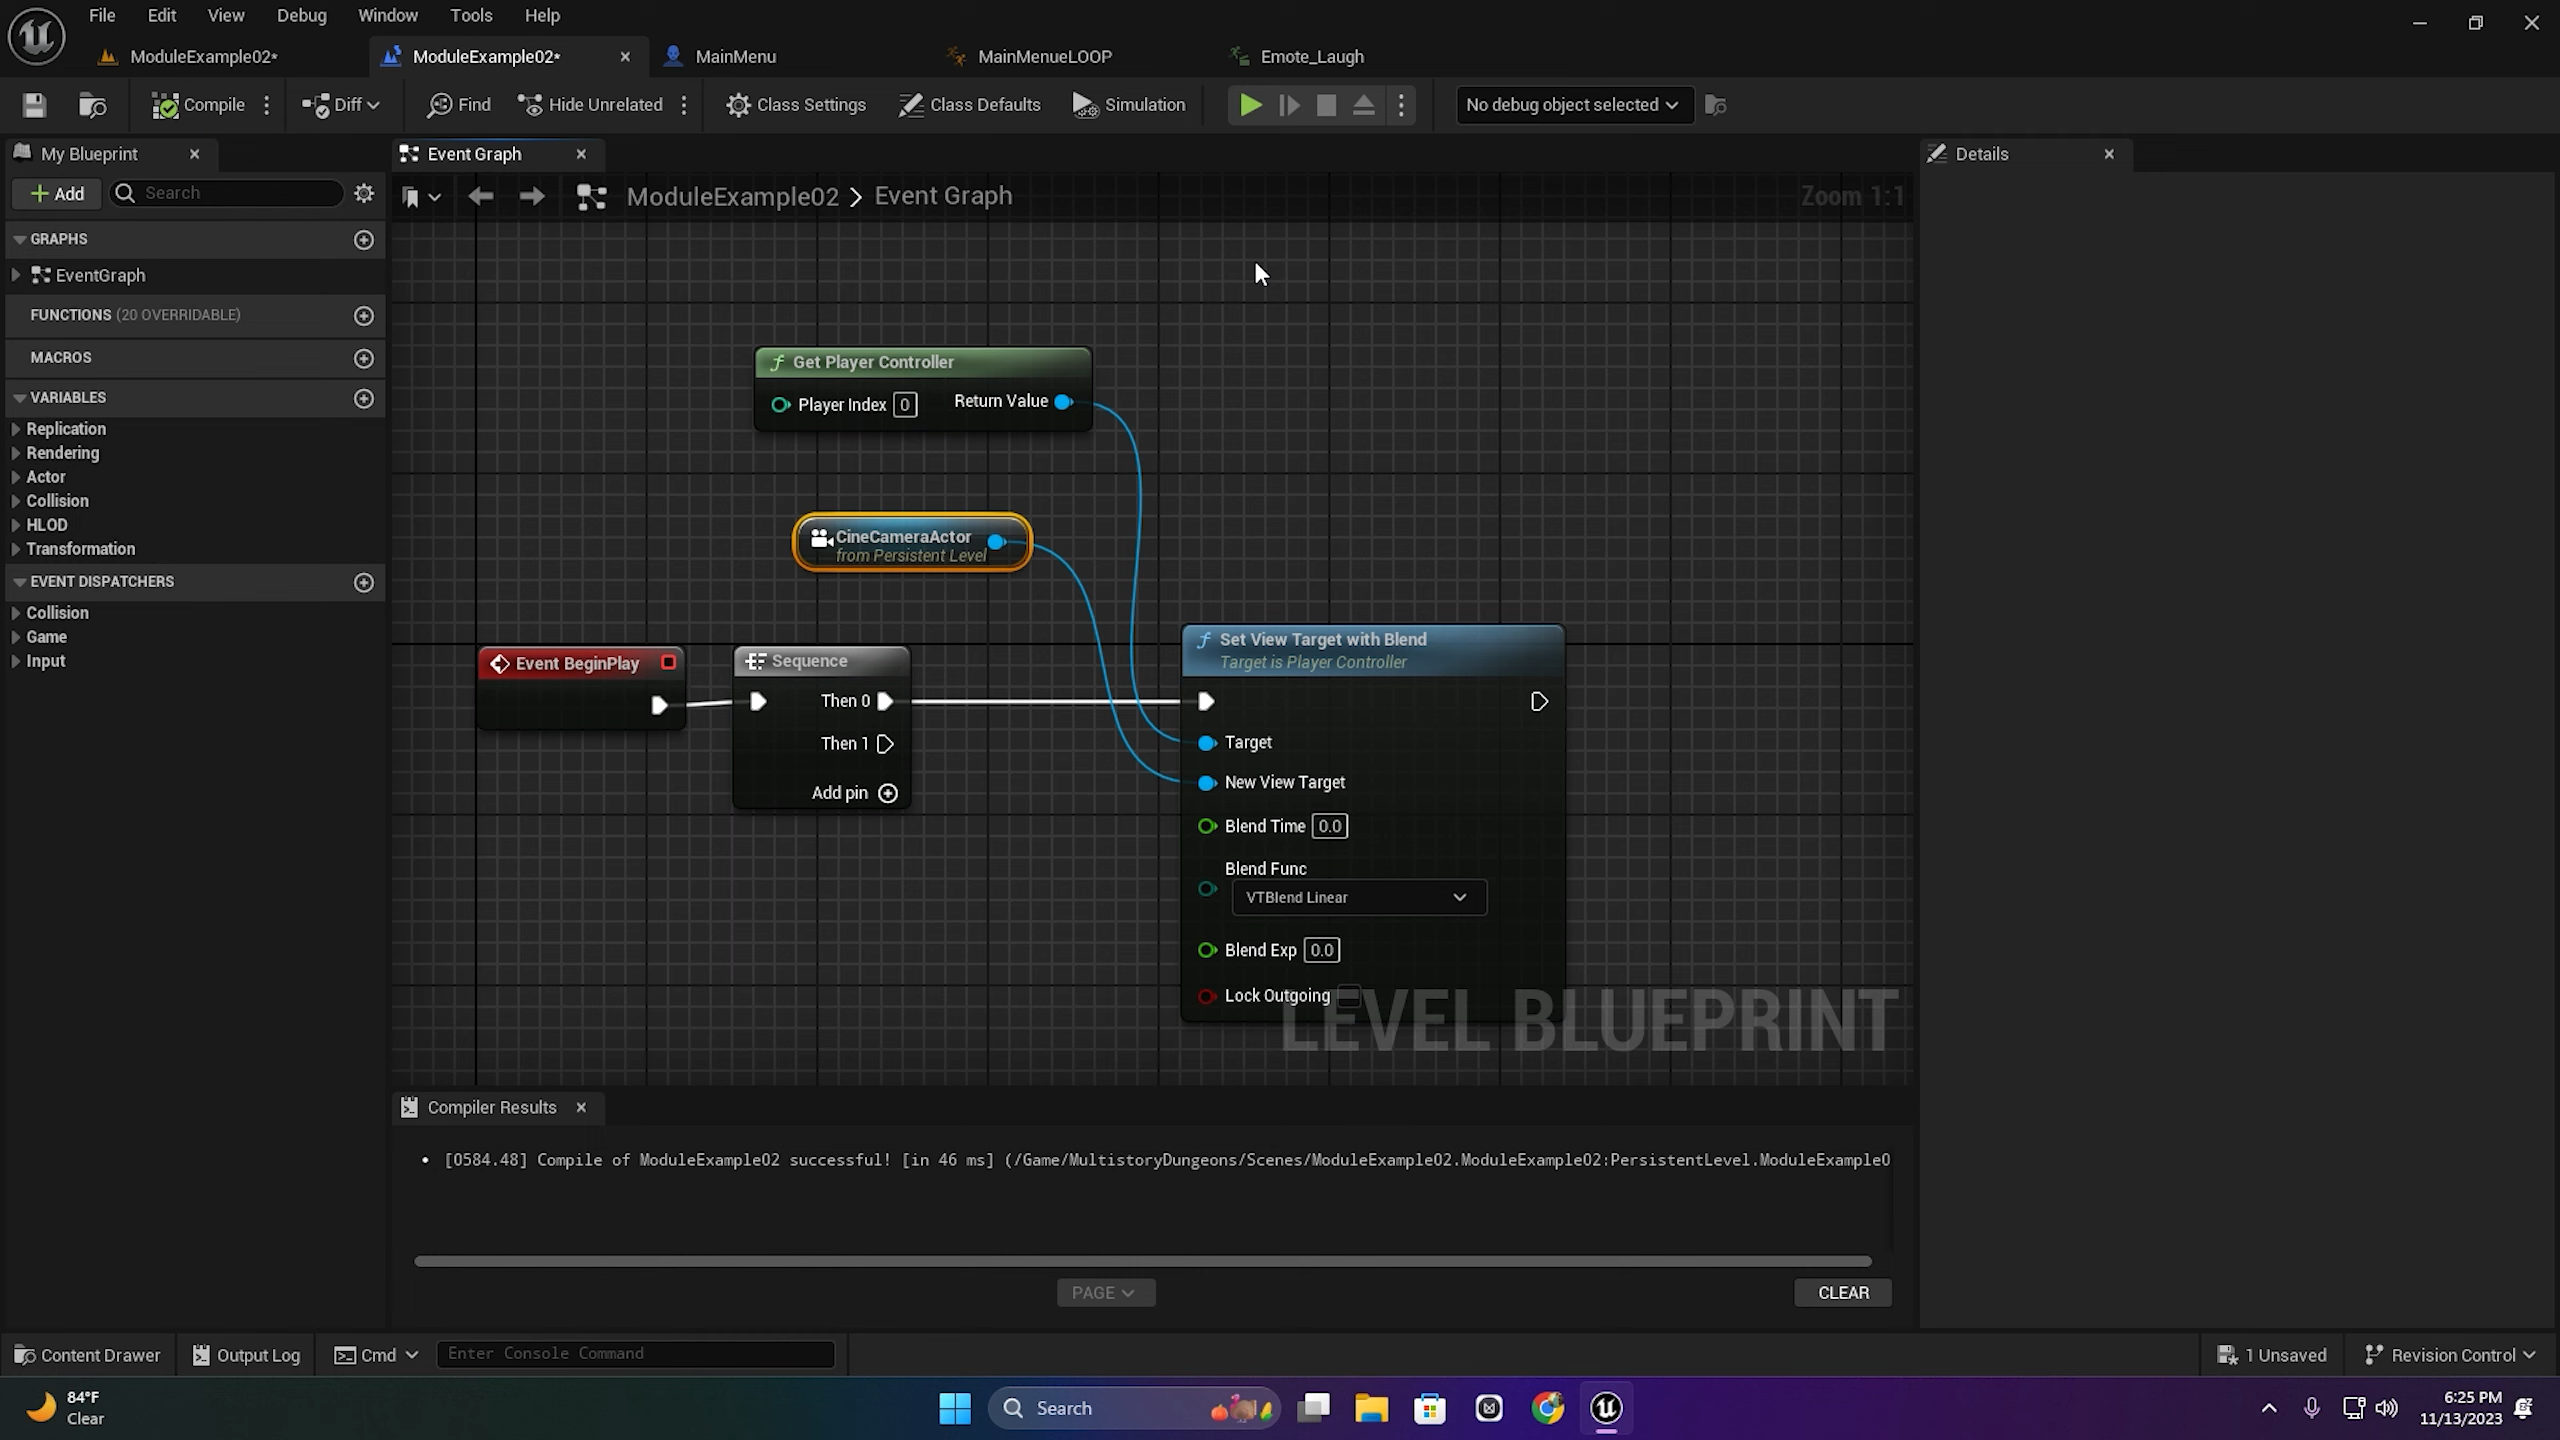 File Edit View Debug Window Tools Help
ModuleExample02* ModuleExample02* MainMenu MainMenueLOOP Emote_Laugh
Compile Diff Find Hide Unrelated Class Settings Class Defaults Simulation No debug object selected
My Blueprint Event Graph Details
Add Search ModuleExample02 > Event Graph Zoom 1:1
GRAPHS
EventGraph
FUNCTIONS (20 OVERRIDABLE)
MACROS
VARIABLES
Replication
Rendering
Actor
Collision
HLOD
Transformation
EVENT DISPATCHERS
Collision
Game
Input
Get Player Controller
Player Index 0 Return Value
CineCameraActor
from Persistent Level
Event BeginPlay
Sequence
Then 0
Then 1
Add pin
Set View Target with Blend
Target is Player Controller
Target
New View Target
Blend Time 0.0
Blend Func
VTBlend Linear
Blend Exp 0.0
Lock Outgoing
LEVEL BLUEPRINT
Compiler Results
• [0584.48] Compile of ModuleExample02 successful! [in 46 ms] (/Game/MultistoryDungeons/Scenes/ModuleExample02.ModuleExample02:PersistentLevel.ModuleExample0
PAGE CLEAR
Content Drawer Output Log Cmd Enter Console Command 1 Unsaved Revision Control
84°F
Clear
Search
6:25 PM
11/13/2023